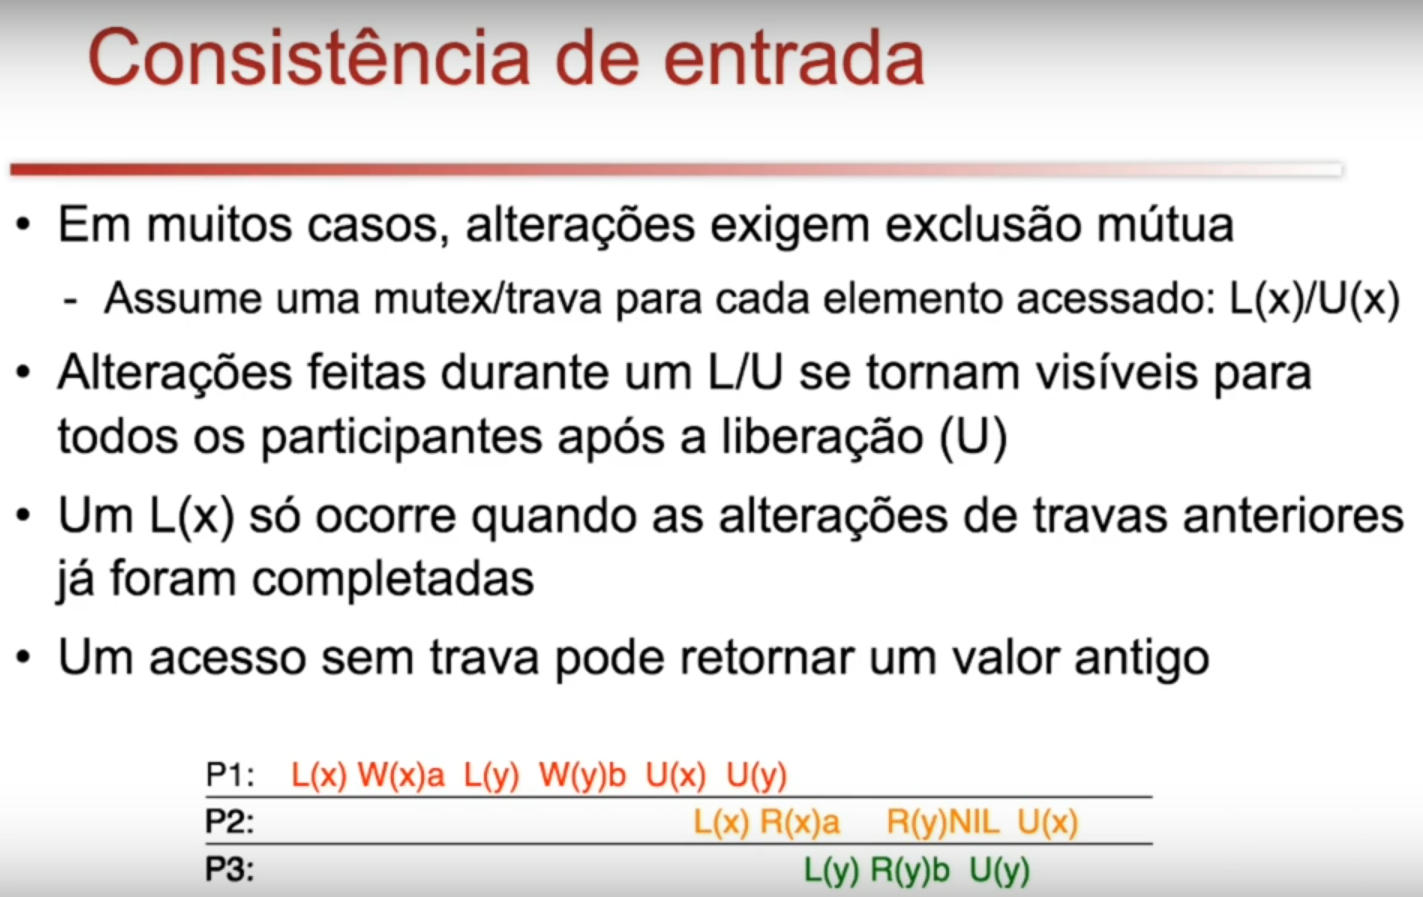 Consistência de entrada
• Em muitos casos, alterações exigem exclusão mútua
- Assume uma mutex/trava para cada elemento acessado: L(x)/U(x)
• Alterações feitas durante um L/U se tornam visíveis para
todos os participantes após a liberação (U)
• Um L(x) só ocorre quando as alterações de travas anteriores
já foram completadas
• Um acesso sem trava pode retornar um valor antigo
P1: L(x) W(x)a L(y) W(y)b U(x) U(y)
P2: L(x) R(x)a R(y)NIL U(x)
P3: L(y) R(y)b U(y)